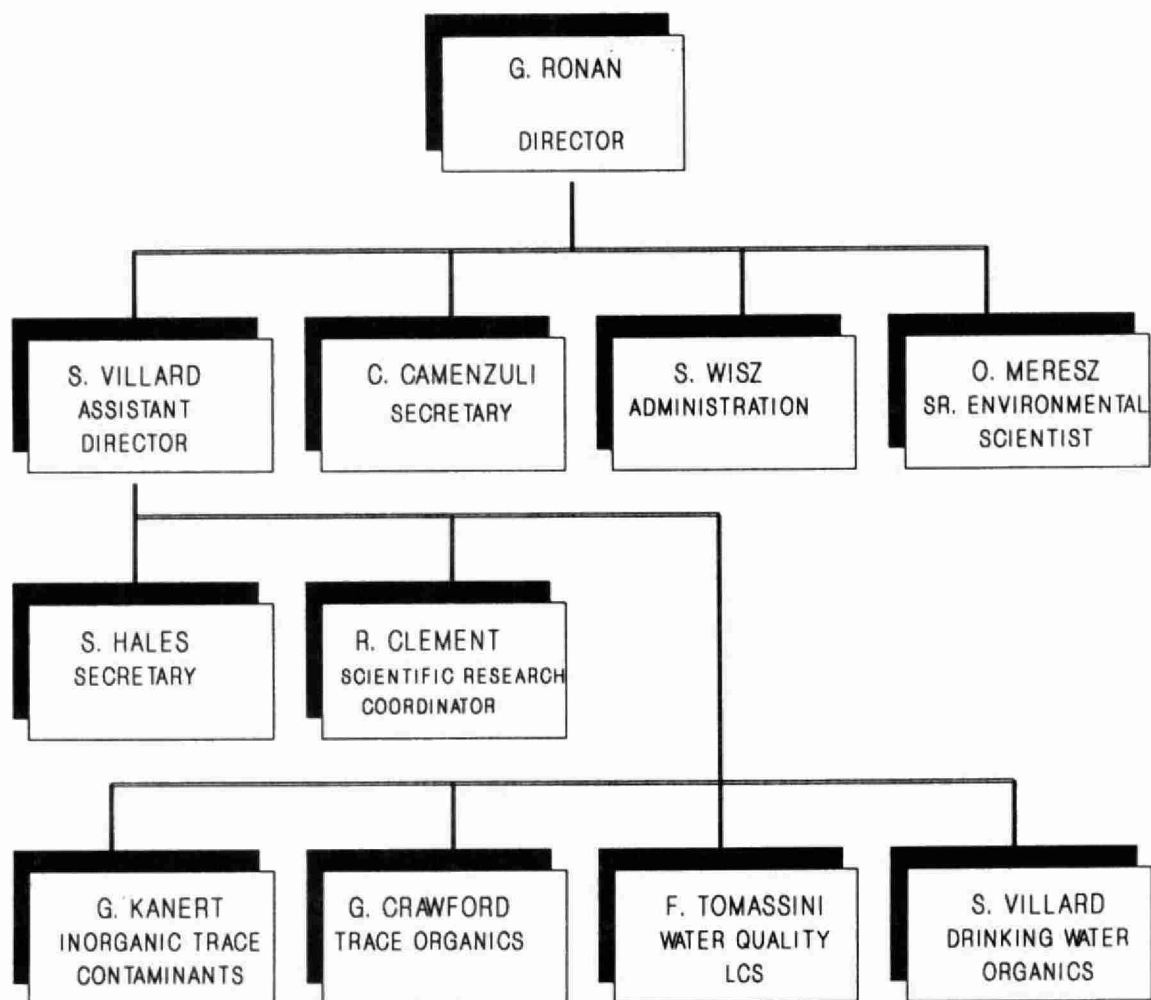 G. RONAN
DIRECTOR
S. VILLARD
ASSISTANT
DIRECTOR
C. CAMENZULI
SECRETARY
S. WISZ
ADMINISTRATION
O. MERESZ
SR. ENVIRONMENTAL
SCIENTIST
S. HALES
SECRETARY
R. CLEMENT
SCIENTIFIC RESEARCH
COORDINATOR
G. KANERT
INORGANIC TRACE
CONTAMINANTS
G. CRAWFORD
TRACE ORGANICS
F. TOMASSINI
WATER QUALITY
LCS
S. VILLARD
DRINKING WATER
ORGANICS